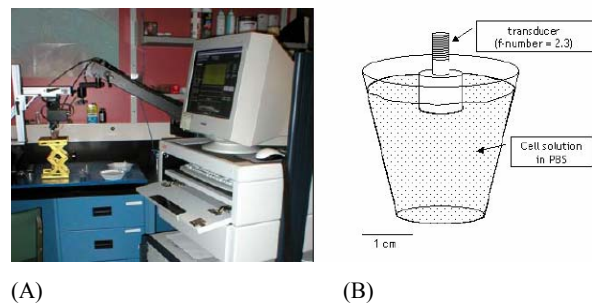 transducer
(f-number = 2.3)
Cell solution
in PBS
1 cm
(A)
(B)